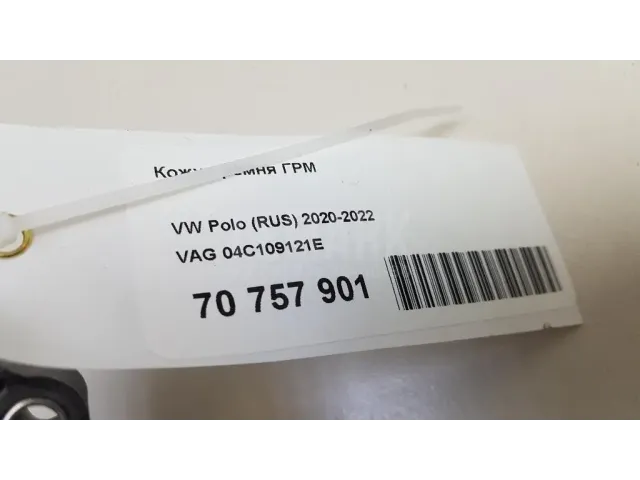 ГРМ
VW Polo (RUS) 2020-2022
VAG 04C109121E
70 757 901